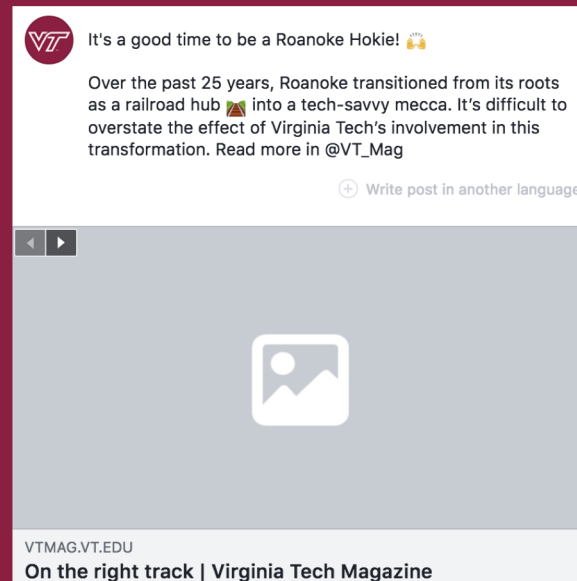 VT
It's a good time to be a Roanoke Hokie! 🙌
Over the past 25 years, Roanoke transitioned from its roots
as a railroad hub 🛤️ into a tech-savvy mecca. It’s difficult to
overstate the effect of Virginia Tech’s involvement in this
transformation. Read more in @VT_Mag
Write post in another language
VTMAG.VT.EDU
On the right track | Virginia Tech Magazine